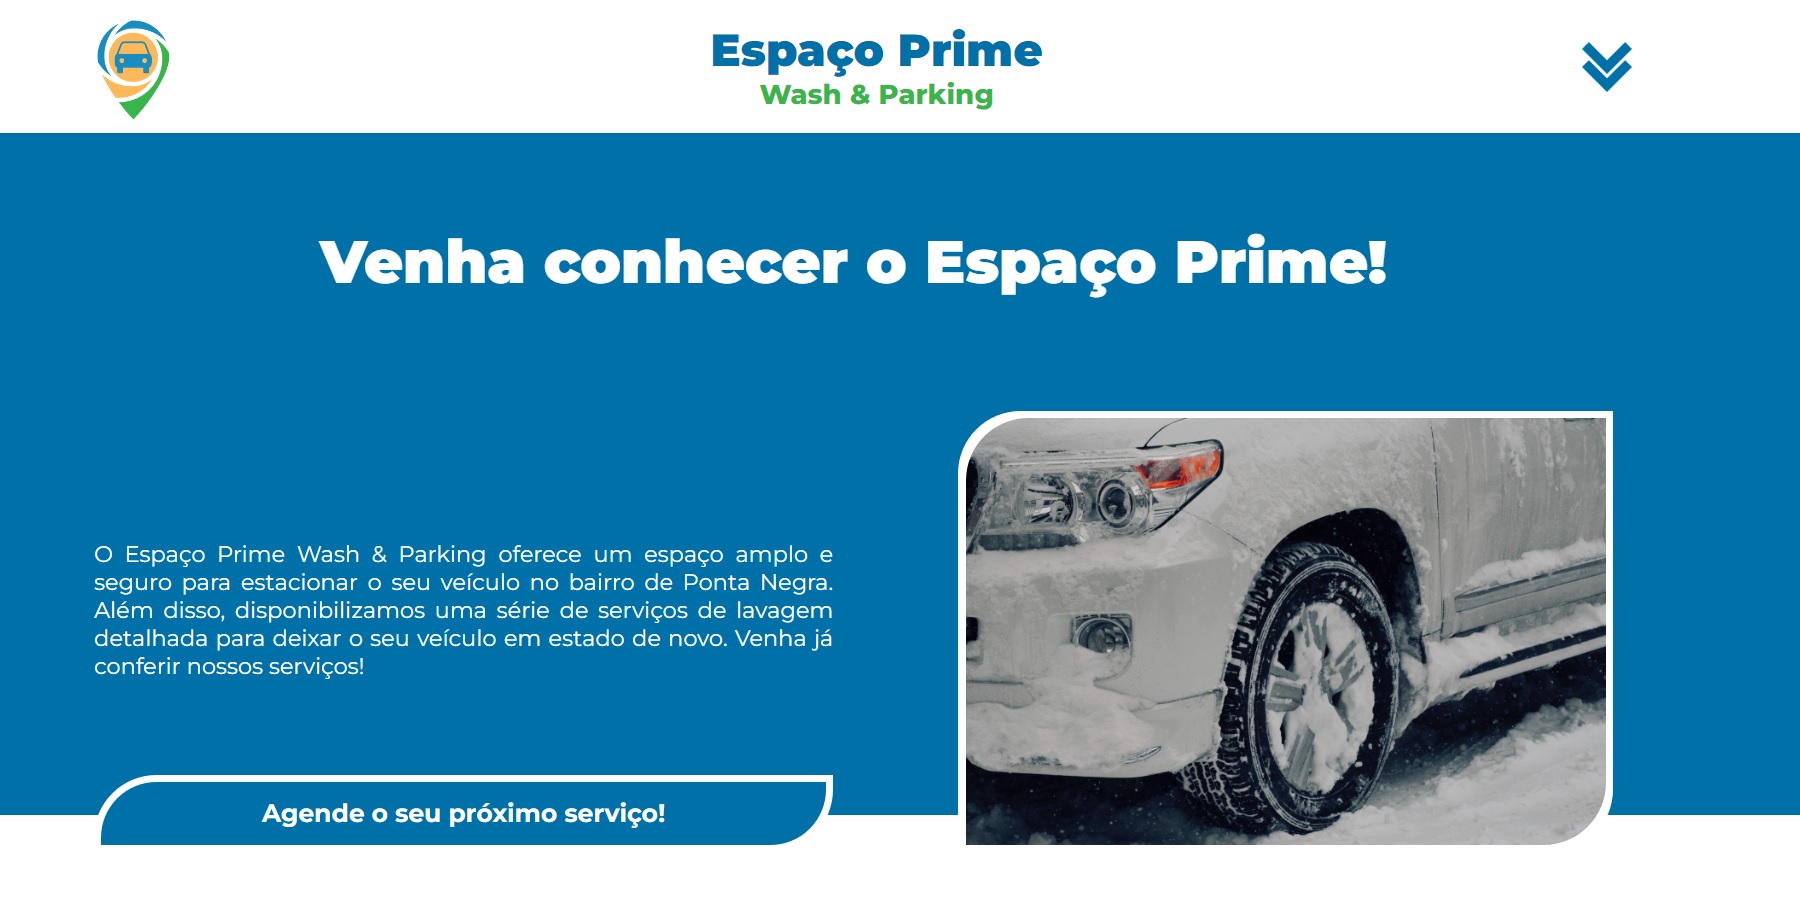 Espaço Prime
Wash & Parking
Venha conhecer o Espaço Prime!
O Espaço Prime Wash & Parking oferece um espaço amplo e
seguro para estacionar o seu veículo no bairro de Ponta Negra.
Além disso, disponibilizamos uma série de serviços de lavagem
detalhada para deixar o seu veículo em estado de novo. Venha já
conferir nossos serviços!
Agende o seu próximo serviço!